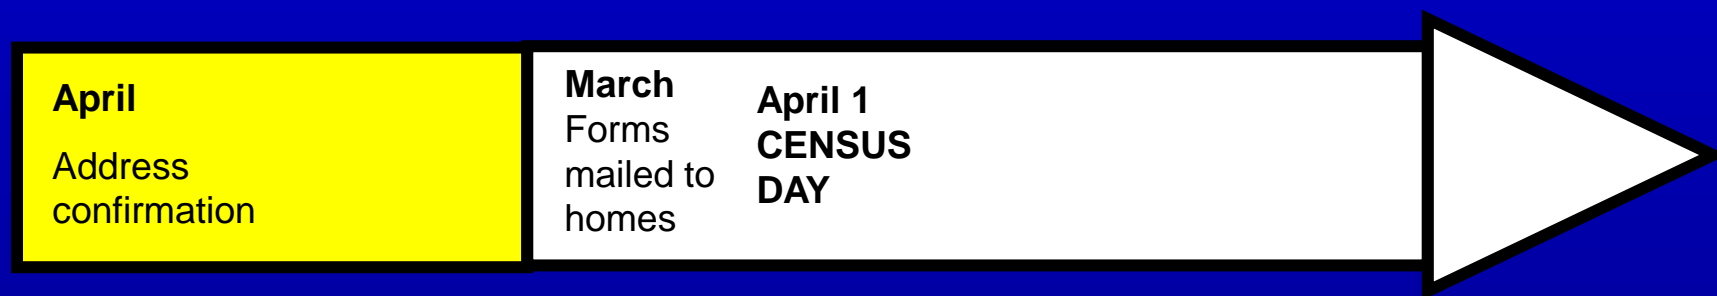 April
Address
confirmation
March
Forms
mailed to
homes
April 1
CENSUS
DAY